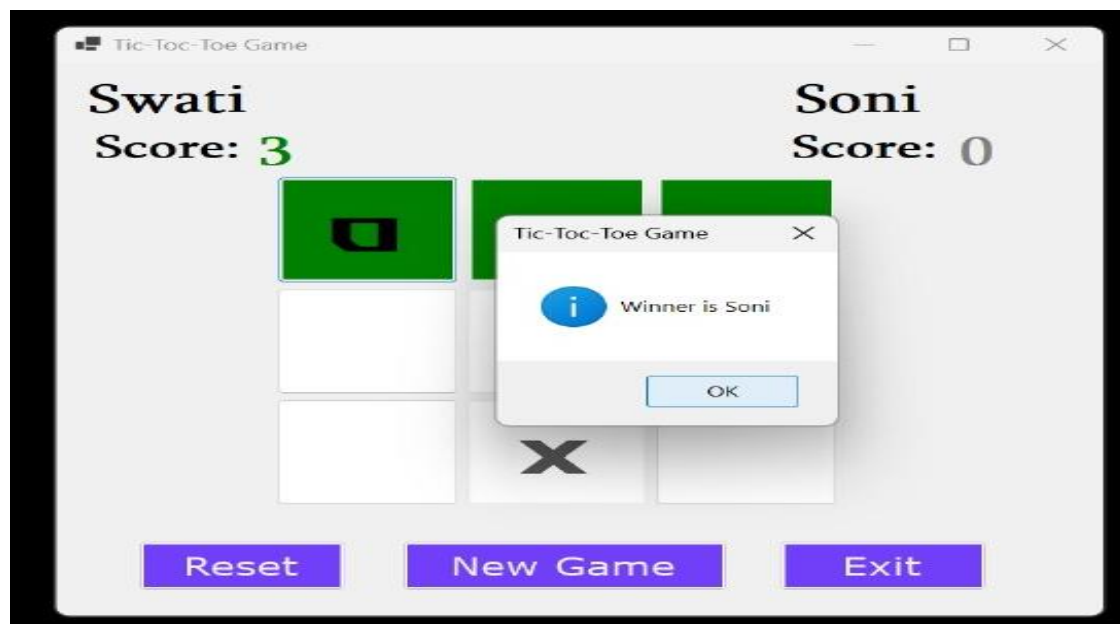 Tic-Toc-Toe Game
Swati
Soni
Score: 3
Score: 0
Tic-Toc-Toe Game
Winner is Soni
OK
X
Reset
New Game
Exit